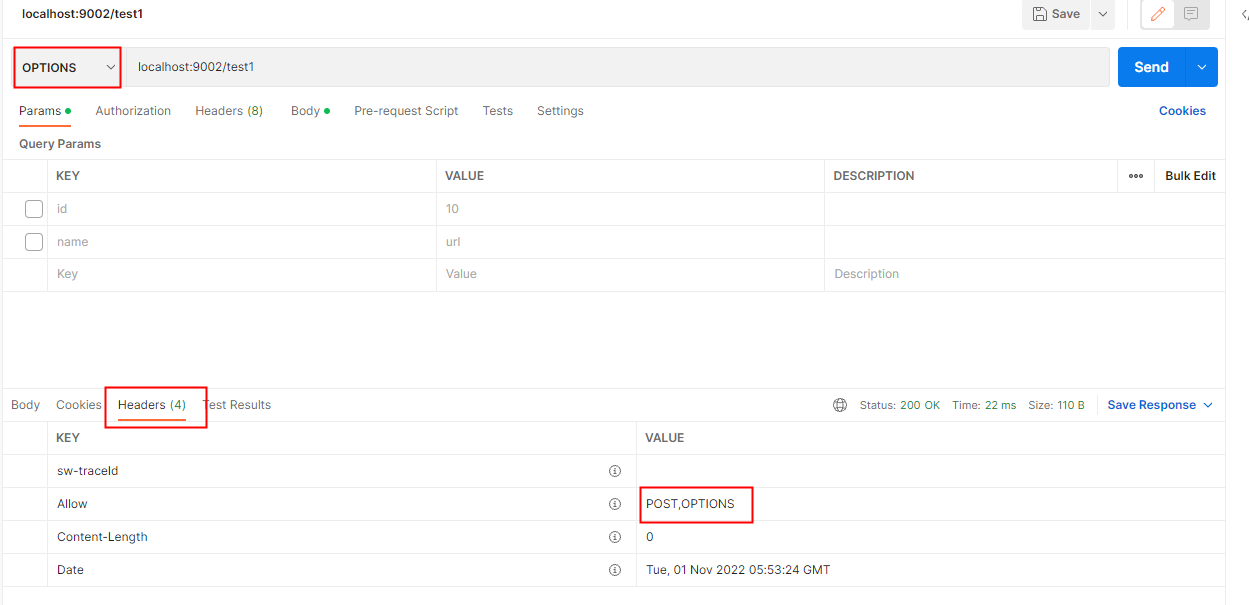 localhost:9002/test1
Save
OPTIONS
localhost:9002/test1
Send
Params Authorization Headers (8) Body Pre-request Script Tests Settings Cookies
Query Params
KEY VALUE DESCRIPTION Bulk Edit
id 10
name url
Key Value Description
Body Cookies Headers (4) Test Results Status: 200 OK Time: 22 ms Size: 110 B Save Response
KEY VALUE
sw-traceId
Allow POST,OPTIONS
Content-Length 0
Date Tue, 01 Nov 2022 05:53:24 GMT